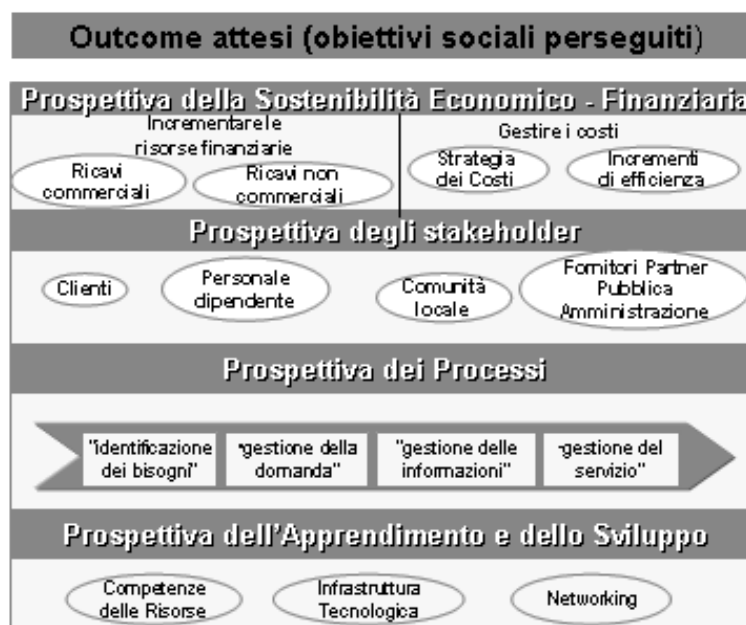 Outcome attesi (obiettivi sociali perseguiti)
Prospettiva della Sostenibilità Economico - Finanziaria
Incrementare le
risorse finanziarie
Gestire i costi
Ricavi
commerciali
Ricavi non
commerciali
Strategia
dei Costi
Incrementi
di efficienza
Prospettiva degli stakeholder
Clienti
Personale
dipendente
Comunità
locale
Fornitori Partner
Pubblica
Amministrazione
Prospettiva dei Processi
"identificazione
dei bisogni"
"gestione della
domanda"
"gestione delle
informazioni"
"gestione del
servizio"
Prospettiva dell'Apprendimento e dello Sviluppo
Competenze
delle Risorse
Infrastruttura
Tecnologica
Networking